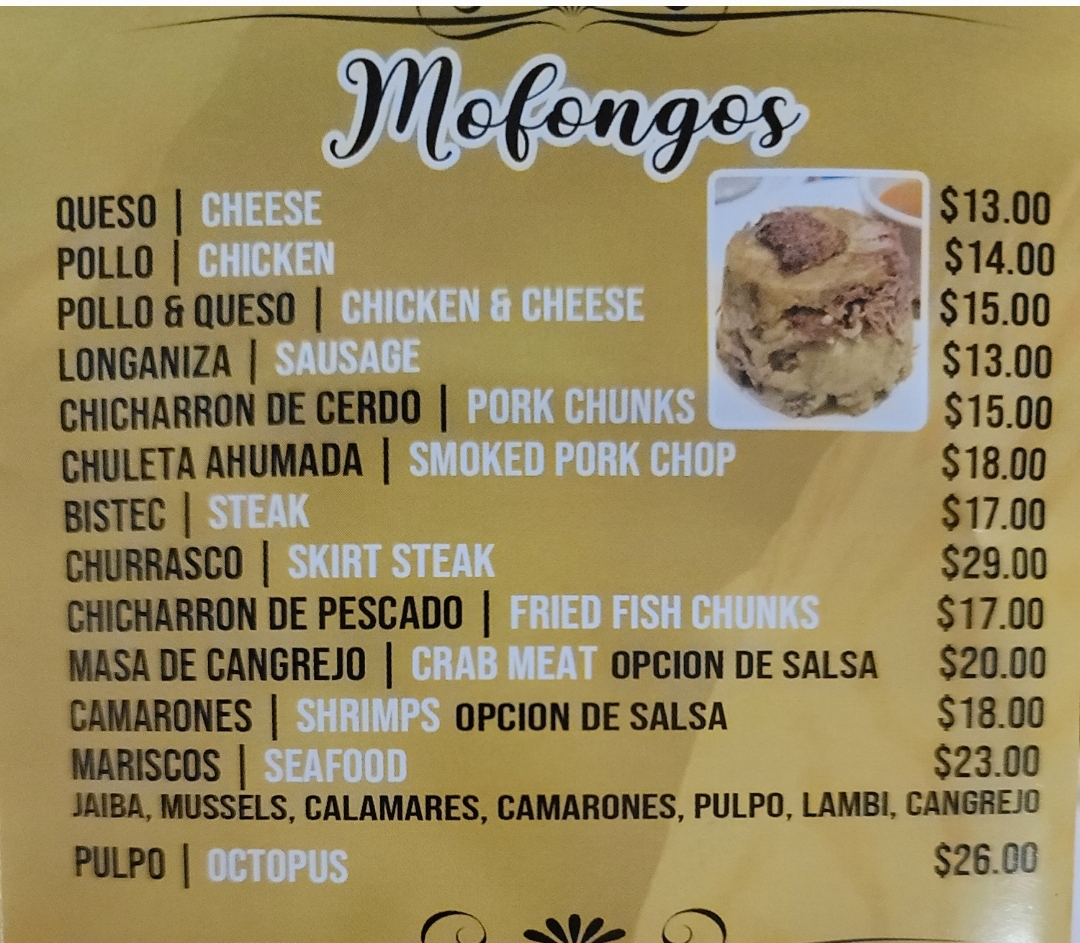 Mofongos
QUESO | CHEESE $13.00
POLLO | CHICKEN $14.00
POLLO & QUESO | CHICKEN & CHEESE $15.00
LONGANIZA | SAUSAGE $13.00
CHICHARRON DE CERDO | PORK CHUNKS $15.00
CHULETA AHUMADA | SMOKED PORK CHOP $18.00
BISTEC | STEAK $17.00
CHURRASCO | SKIRT STEAK $29.00
CHICHARRON DE PESCADO | FRIED FISH CHUNKS $17.00
MASA DE CANGREJO | CRAB MEAT OPCION DE SALSA $20.00
CAMARONES | SHRIMPS OPCION DE SALSA $18.00
MARISCOS | SEAFOOD $23.00
JAIBA, MUSSELS, CALAMARES, CAMARONES, PULPO, LAMBI, CANGREJO
PULPO | OCTOPUS $26.00